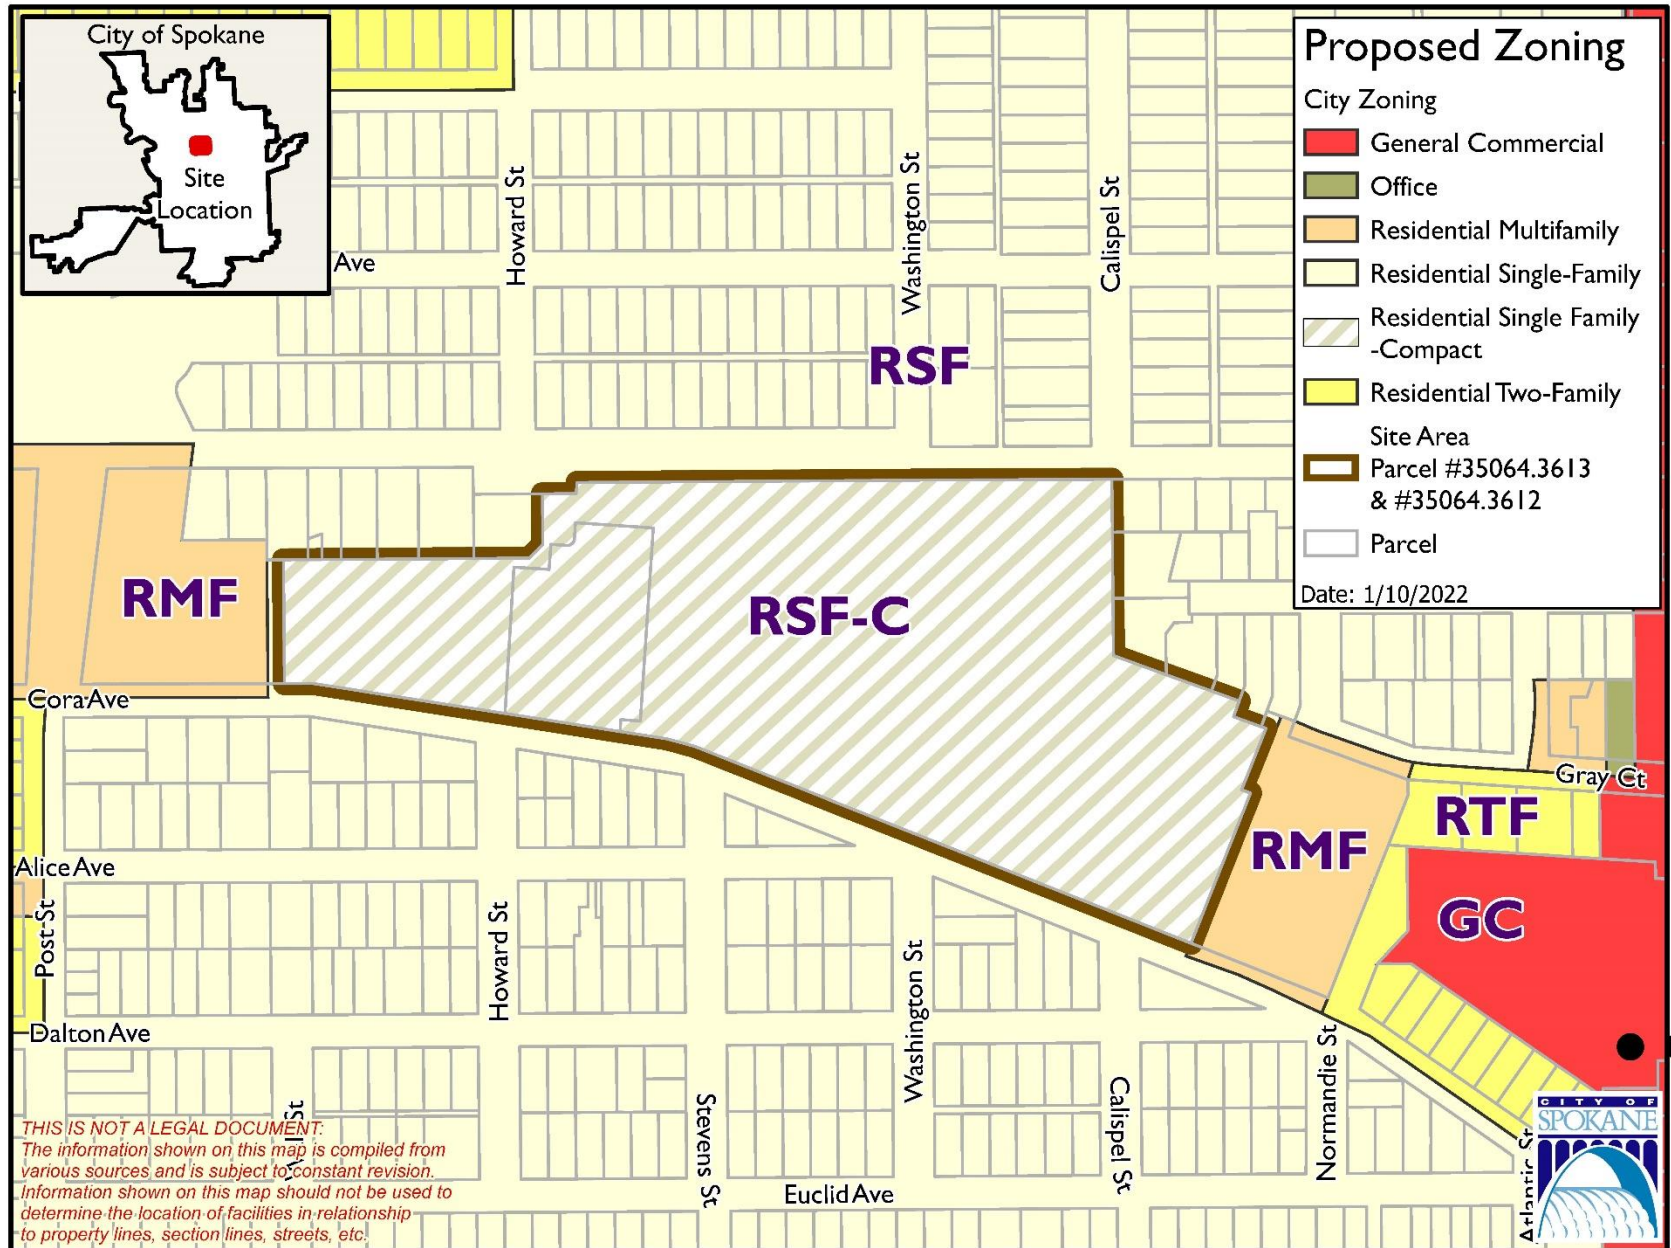 City of Spokane
Site
Location
Proposed Zoning
City Zoning
General Commercial
Office
Residential Multifamily
Residential Single-Family
Residential Single Family
-Compact
Residential Two-Family
Site Area
Parcel #35064.3613
& #35064.3612
Parcel
Date: 1/10/2022
Howard St
Washington St
Calispel St
Ave
RSF
RMF
RSF-C
Cora Ave
Gray Ct
RTF
RMF
GC
Alice Ave
Post St
Howard St
Washington St
Dalton Ave
Stevens St
Calispel St
Normandie St
Atlantic St
St
Euclid Ave
THIS IS NOT A LEGAL DOCUMENT:
The information shown on this map is compiled from
various sources and is subject to constant revision.
Information shown on this map should not be used to
determine the location of facilities in relationship
to property lines, section lines, streets, etc.
CITY OF
SPOKANE